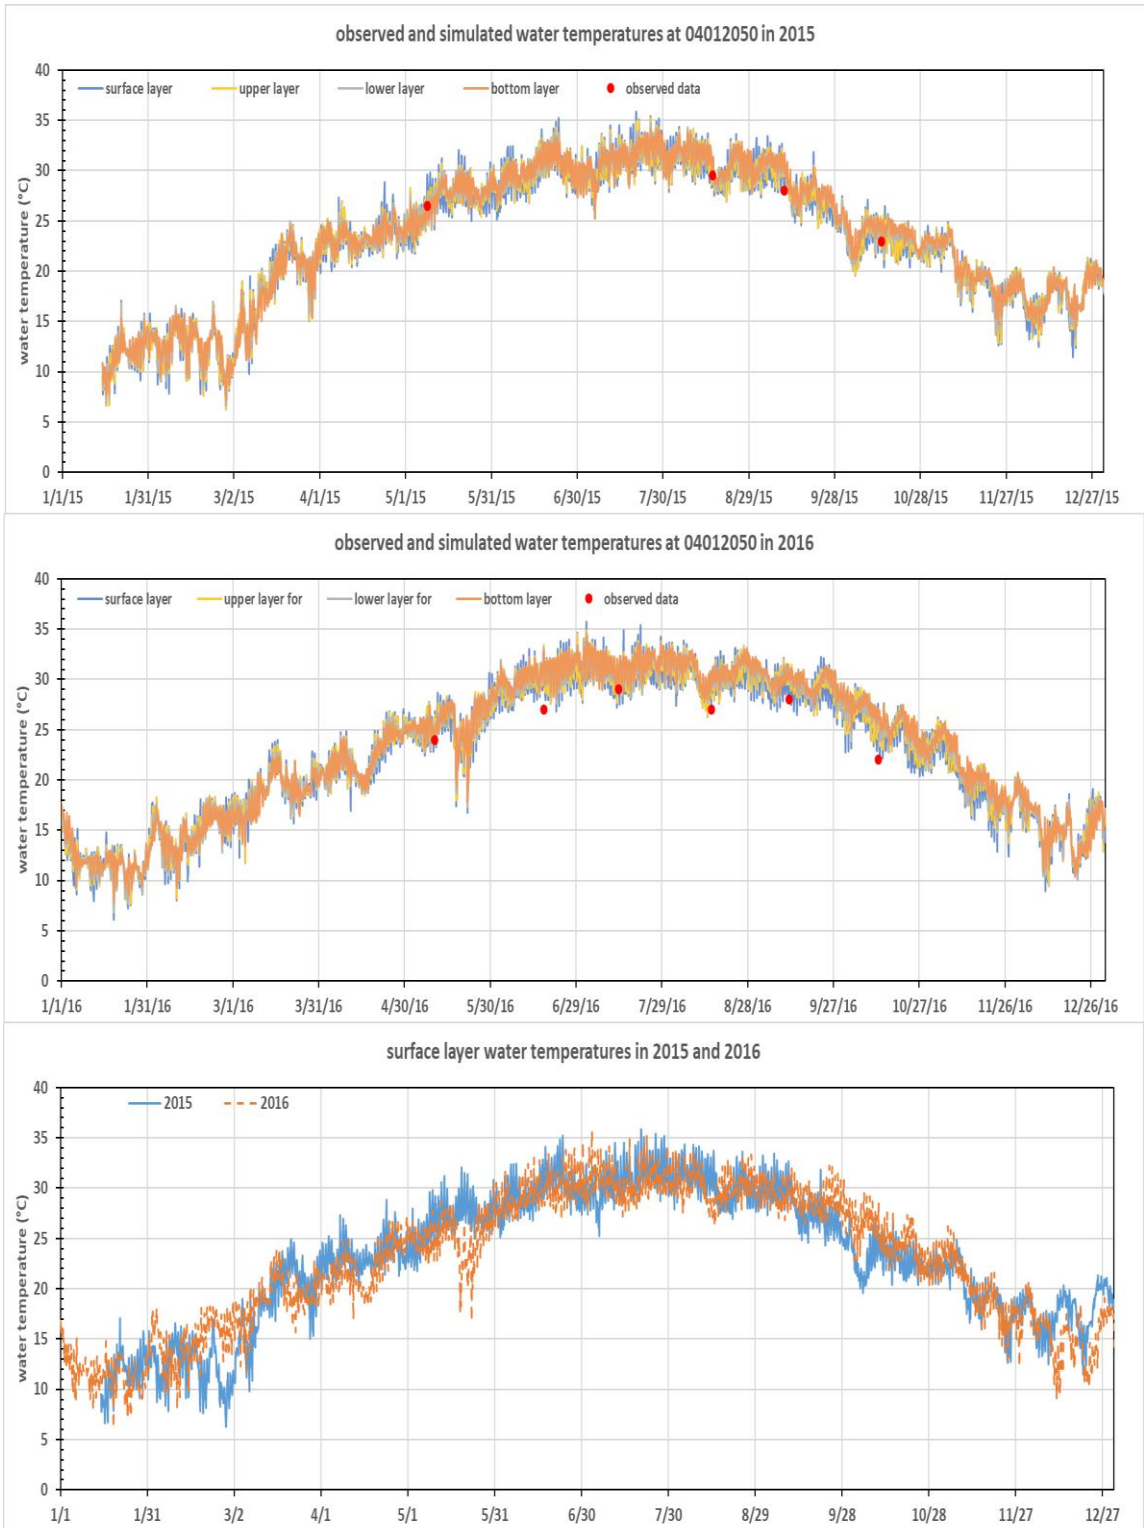 observed and simulated water temperatures at 04012050 in 2015
surface layer upper layer lower layer bottom layer observed data
water temperature (°C)
40
35
30
25
20
15
10
5
0
1/1/15 1/31/15 3/2/15 4/1/15 5/1/15 5/31/15 6/30/15 7/30/15 8/29/15 9/28/15 10/28/15 11/27/15 12/27/15
observed and simulated water temperatures at 04012050 in 2016
surface layer upper layer for lower layer for bottom layer observed data
water temperature (°C)
40
35
30
25
20
15
10
5
0
1/1/16 1/31/16 3/1/16 3/31/16 4/30/16 5/30/16 6/29/16 7/29/16 8/28/16 9/27/16 10/27/16 11/26/16 12/26/16
surface layer water temperatures in 2015 and 2016
2015 2016
water temperature (°C)
40
35
30
25
20
15
10
5
0
1/1 1/31 3/2 4/1 5/1 5/31 6/30 7/30 8/29 9/28 10/28 11/27 12/27